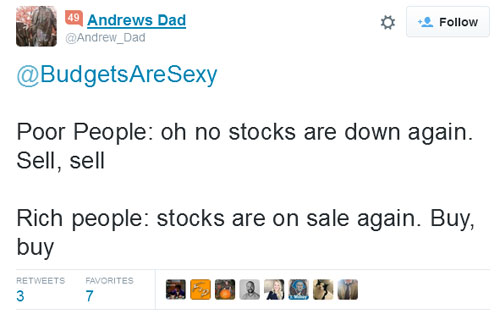 49 Andrews Dad
@Andrew_Dad
Follow
@BudgetsAreSexy
Poor People: oh no stocks are down again.
Sell, sell
Rich people: stocks are on sale again. Buy,
buy
RETWEETS FAVORITES
3 7